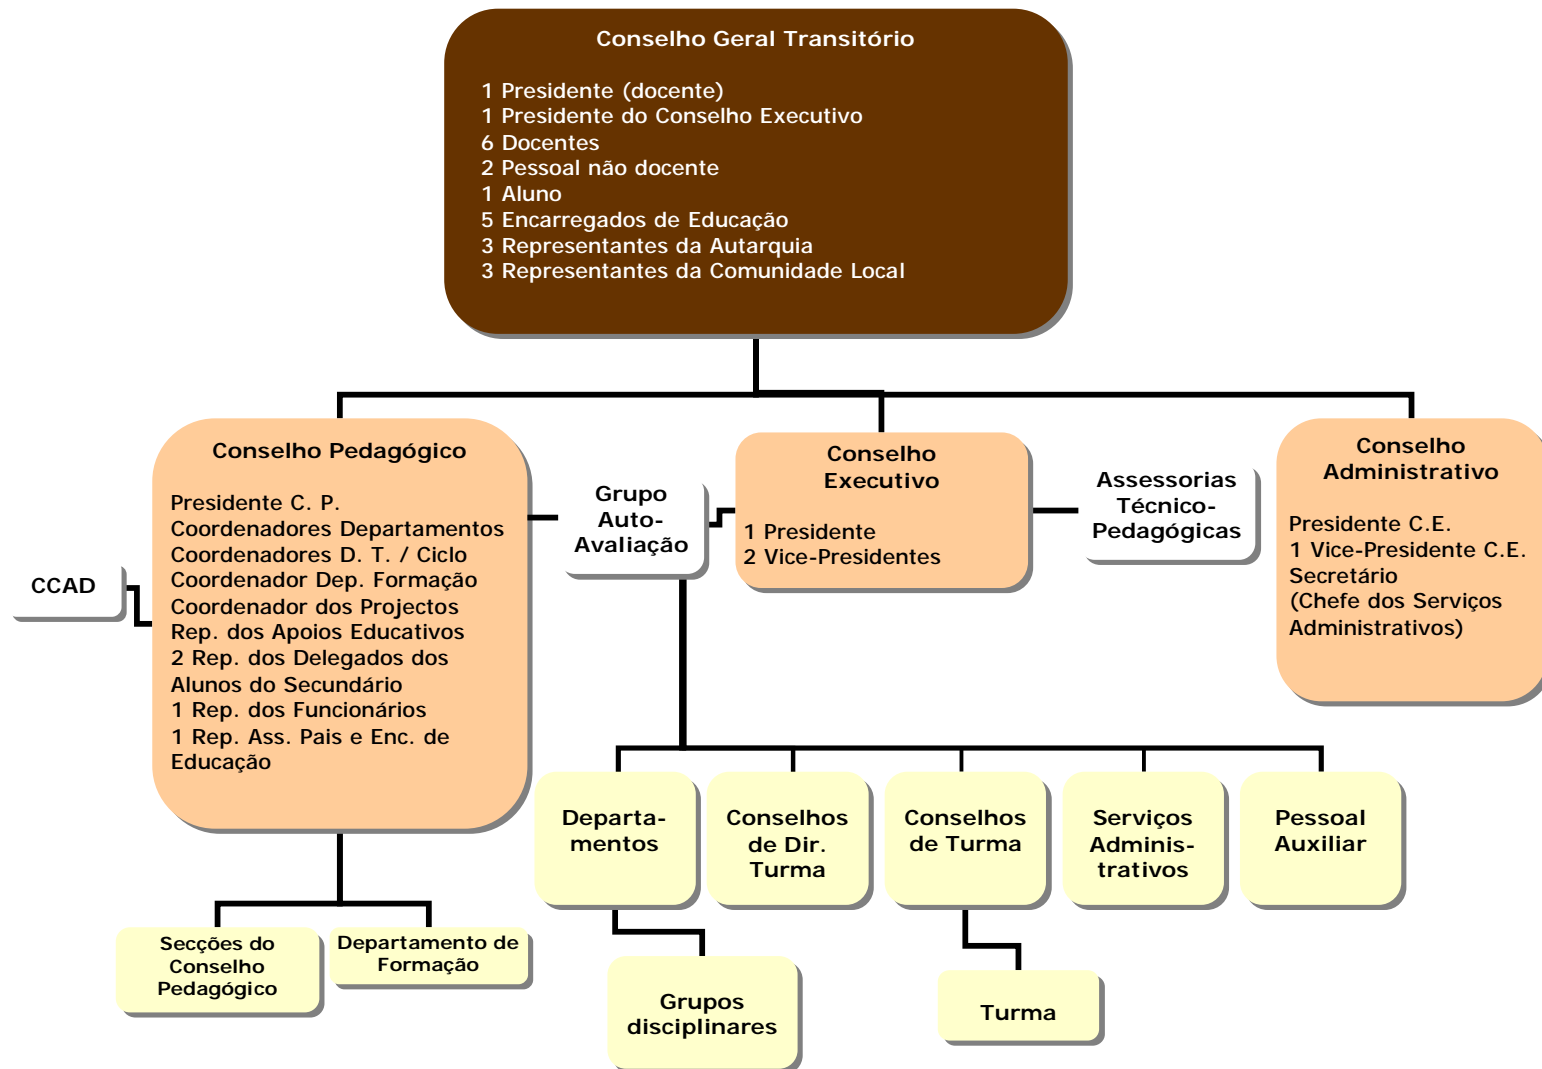 Conselho Geral Transitório
1 Presidente (docente)
1 Presidente do Conselho Executivo
6 Docentes
2 Pessoal não docente
1 Aluno
5 Encarregados de Educação
3 Representantes da Autarquia
3 Representantes da Comunidade Local
CCAD
Conselho Pedagógico
Presidente C. P.
Coordenadores Departamentos
Coordenadores D. T. / Ciclo
Coordenador Dep. Formação
Coordenador dos Projectos
Rep. dos Apoios Educativos
2 Rep. dos Delegados dos
Alunos do Secundário
1 Rep. dos Funcionários
1 Rep. Ass. Pais e Enc. de
Educação
Grupo
Auto-
Avaliação
Conselho
Executivo
1 Presidente
2 Vice-Presidentes
Assessorias
Técnico-
Pedagógicas
Conselho
Administrativo
Presidente C.E.
1 Vice-Presidente C.E.
Secretário
(Chefe dos Serviços
Administrativos)
Departa-
mentos
Conselhos
de Dir.
Turma
Conselhos
de Turma
Serviços
Adminis-
trativos
Pessoal
Auxiliar
Secções do
Conselho
Pedagógico
Departamento de
Formação
Grupos
disciplinares
Turma